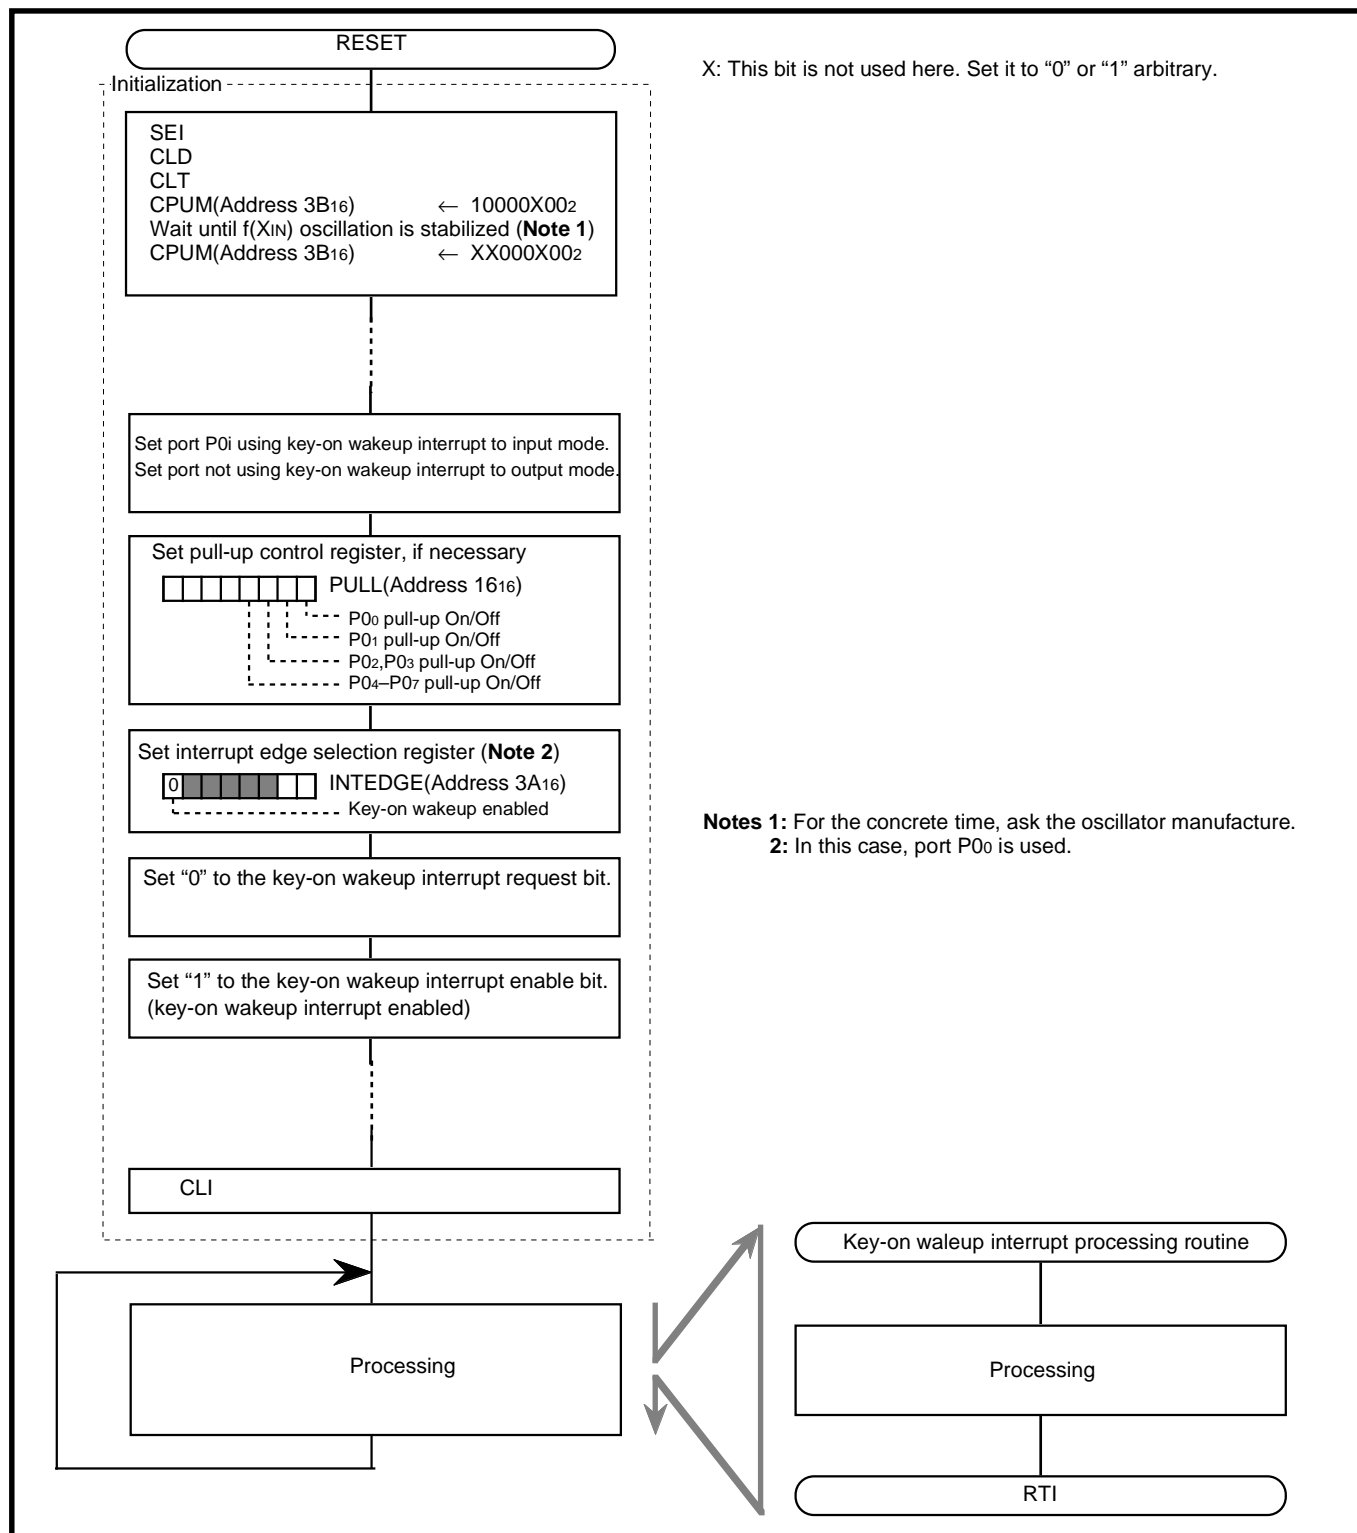 RESET
X: This bit is not used here. Set it to “0” or “1” arbitrary.
Initialization
SEI
CLD
CLT
CPUM(Address 3B16) ← 10000X002
Wait until f(XIN) oscillation is stabilized (Note 1)
CPUM(Address 3B16) ← XX000X002
Set port P0i using key-on wakeup interrupt to input mode.
Set port not using key-on wakeup interrupt to output mode.
Set pull-up control register, if necessary
PULL(Address 1616)
P00 pull-up On/Off
P01 pull-up On/Off
P02,P03 pull-up On/Off
P04–P07 pull-up On/Off
Set interrupt edge selection register (Note 2)
0 INTEDGE(Address 3A16)
Key-on wakeup enabled
Notes 1: For the concrete time, ask the oscillator manufacture.
2: In this case, port P00 is used.
Set “0” to the key-on wakeup interrupt request bit.
Set “1” to the key-on wakeup interrupt enable bit.
(key-on wakeup interrupt enabled)
CLI
Processing
Key-on waleup interrupt processing routine
Processing
RTI